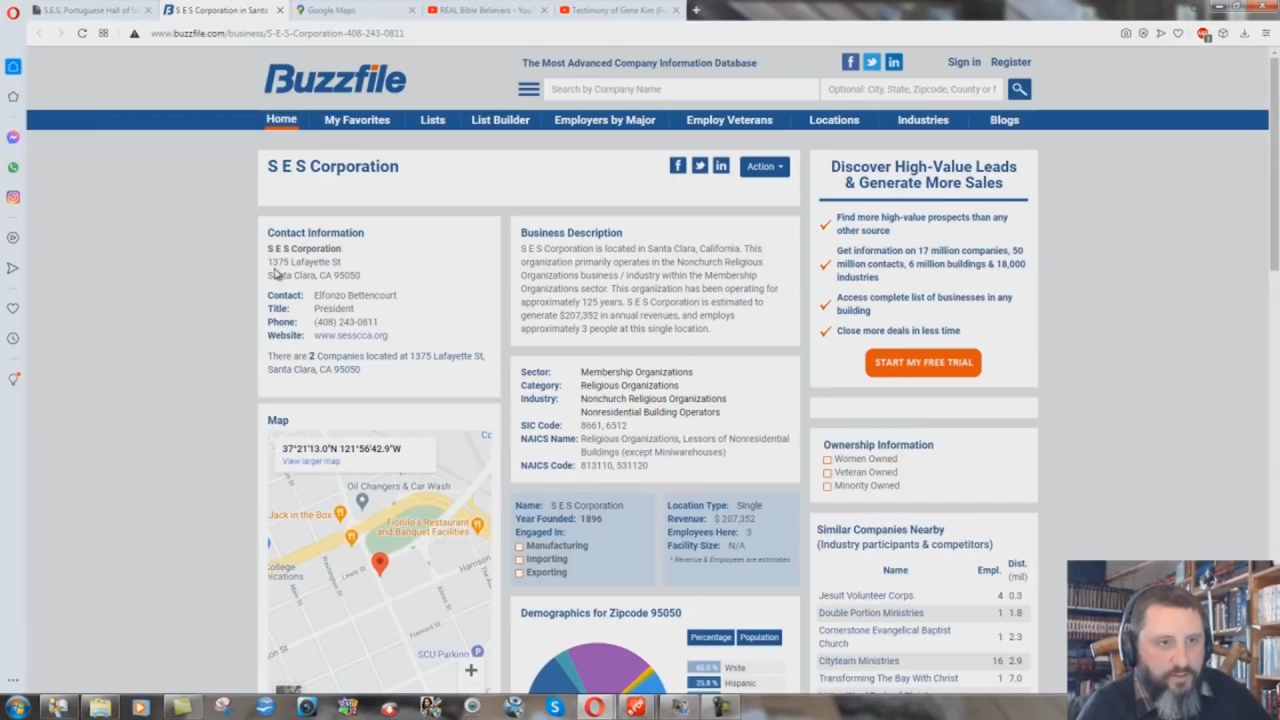 S.E.S. Portuguese Hall of S
S E S Corporation in Santa
Google Maps
REAL Bible Believers - You
Testimony of Gene Kim (Fu
www.buzzfile.com/business/S-E-S-Corporation-408-243-0811
Buzzfile
The Most Advanced Company Information Database
Sign in Register
Search by Company Name
Optional: City, State, Zipcode, County or
Home My Favorites Lists List Builder Employers by Major Employ Veterans Locations Industries Blogs
S E S Corporation
Action
Contact Information
S E S Corporation
1375 Lafayette St
Santa Clara, CA 95050
Contact: Elfonzo Bettencourt
Title: President
Phone: (408) 243-0811
Website: www.sesscca.org
There are 2 Companies located at 1375 Lafayette St,
Santa Clara, CA 95050
Map
37°21'13.0"N 121°56'42.9"W
View larger map
Oil Changers & Car Wash
Jack in the Box
Fiorillo's Restaurant
and Banquet Facilities
College
nications
Lewis St
Washington St
Main St
Harrison
Fremont St
SCU Parking
Business Description
S E S Corporation is located in Santa Clara, California. This
organization primarily operates in the Nonchurch Religious
Organizations business / industry within the Membership
Organizations sector. This organization has been operating for
approximately 125 years. S E S Corporation is estimated to
generate $207,352 in annual revenues, and employs
approximately 3 people at this single location.
Sector: Membership Organizations
Category: Religious Organizations
Industry: Nonchurch Religious Organizations
Nonresidential Building Operators
SIC Code: 8661, 6512
NAICS Name: Religious Organizations, Lessors of Nonresidential
Buildings (except Miniwarehouses)
NAICS Code: 813110, 531120
Name: S E S Corporation
Year Founded: 1896
Engaged In:
Manufacturing
Importing
Exporting
Location Type: Single
Revenue: $ 207,352
Employees Here: 3
Facility Size: N/A
* Revenue & Employees are estimates
Demographics for Zipcode 95050
Percentage Population
White
25.8 % Hispanic
Discover High-Value Leads
& Generate More Sales
Find more high-value prospects than any
other source
Get information on 17 million companies, 50
million contacts, 6 million buildings & 18,000
industries
Access complete list of businesses in any
building
Close more deals in less time
START MY FREE TRIAL
Ownership Information
Women Owned
Veteran Owned
Minority Owned
Similar Companies Nearby
(Industry participants & competitors)
Name Empl. Dist.
(mi)
Jesuit Volunteer Corps. 4 0.3
Double Portion Ministries 1 1.8
Cornerstone Evangelical Baptist
Church 1 2.3
Cityteam Ministries 16 2.9
Transforming The Bay With Christ 1 7.0